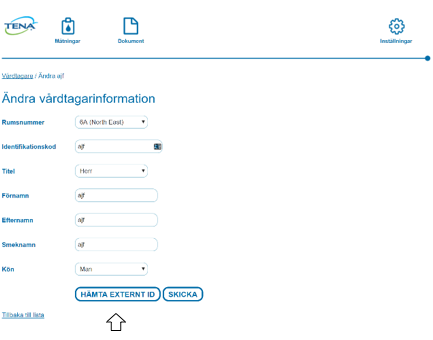 TENA
Mätningar Dokument Inställningar
Vårdtagare / Ändra ajf
Ändra vårdtagarinformation
Rumsnummer 6A (North East)
Identifikationskod ajf
Titel Herr
Förnamn ajf
Efternamn ajf
Smeknamn ajf
Kön Man
HÄMTA EXTERNT ID SKICKA
Tillbaka till lista